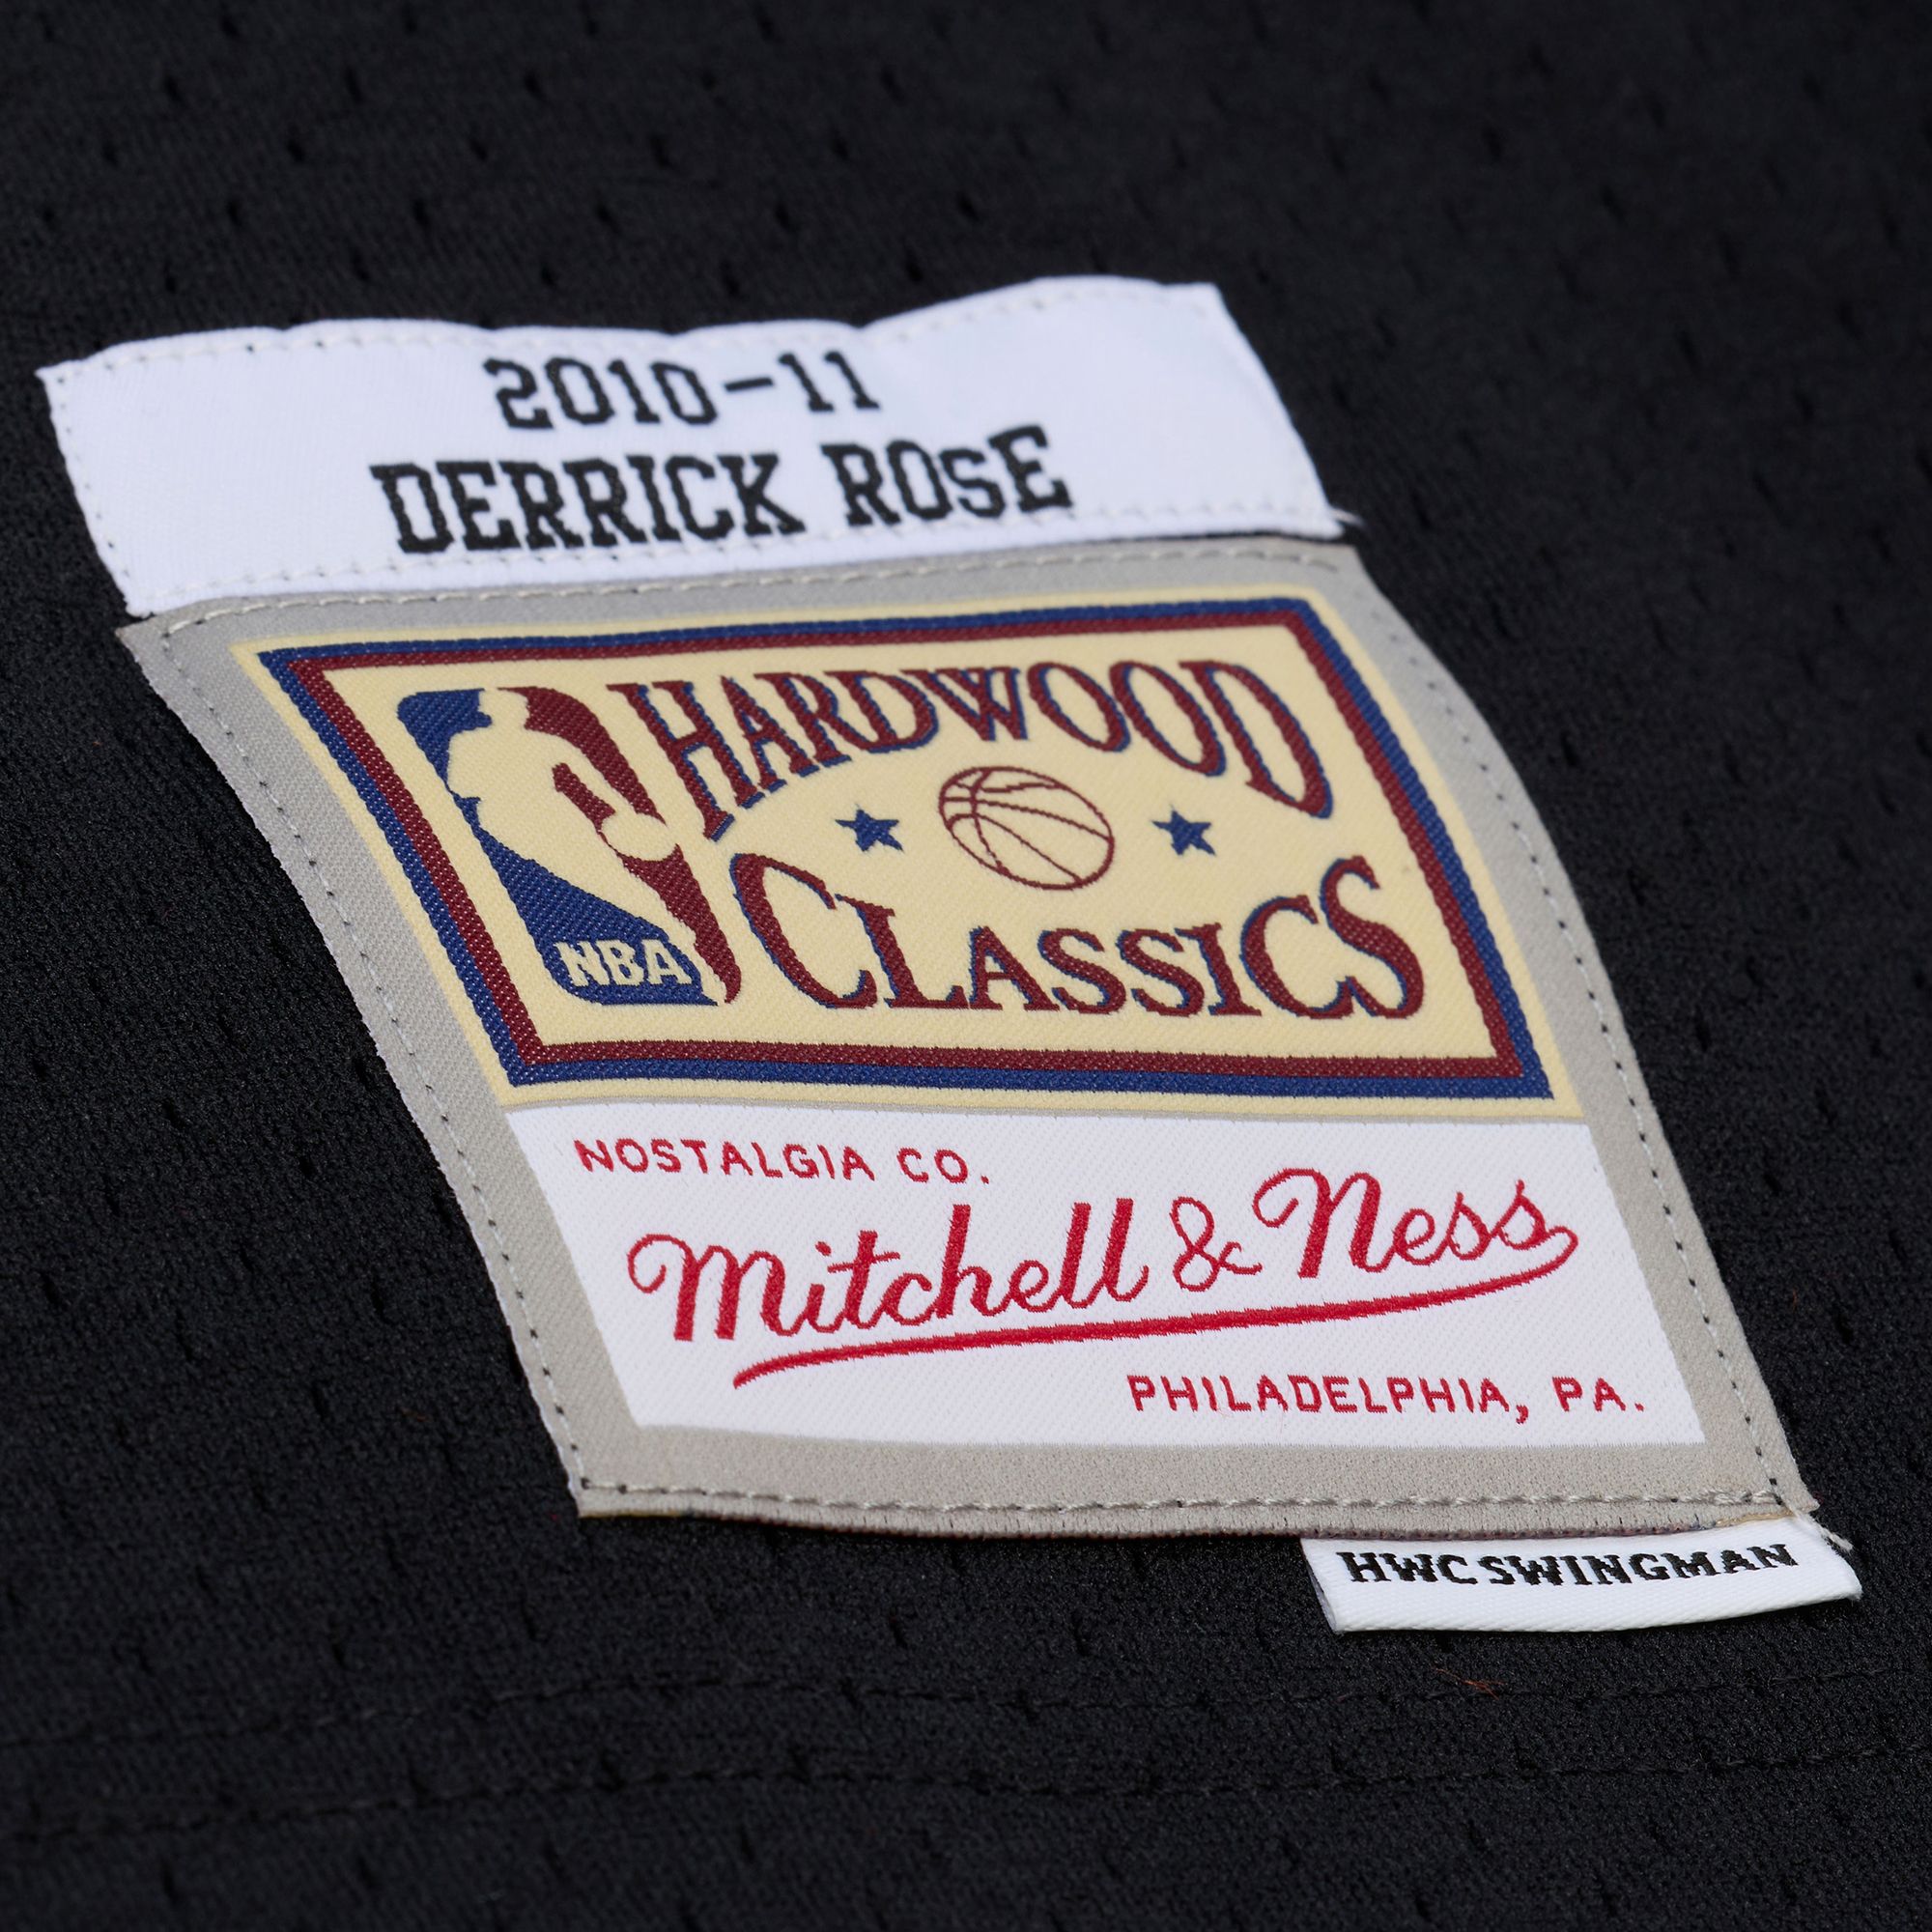 2010-11
DERRICK ROSE
HARDWOOD
CLASSICS
NBA
NOSTALGIA CO.
Mitchell & Ness
PHILADELPHIA, PA.
HWCSWINGMAN